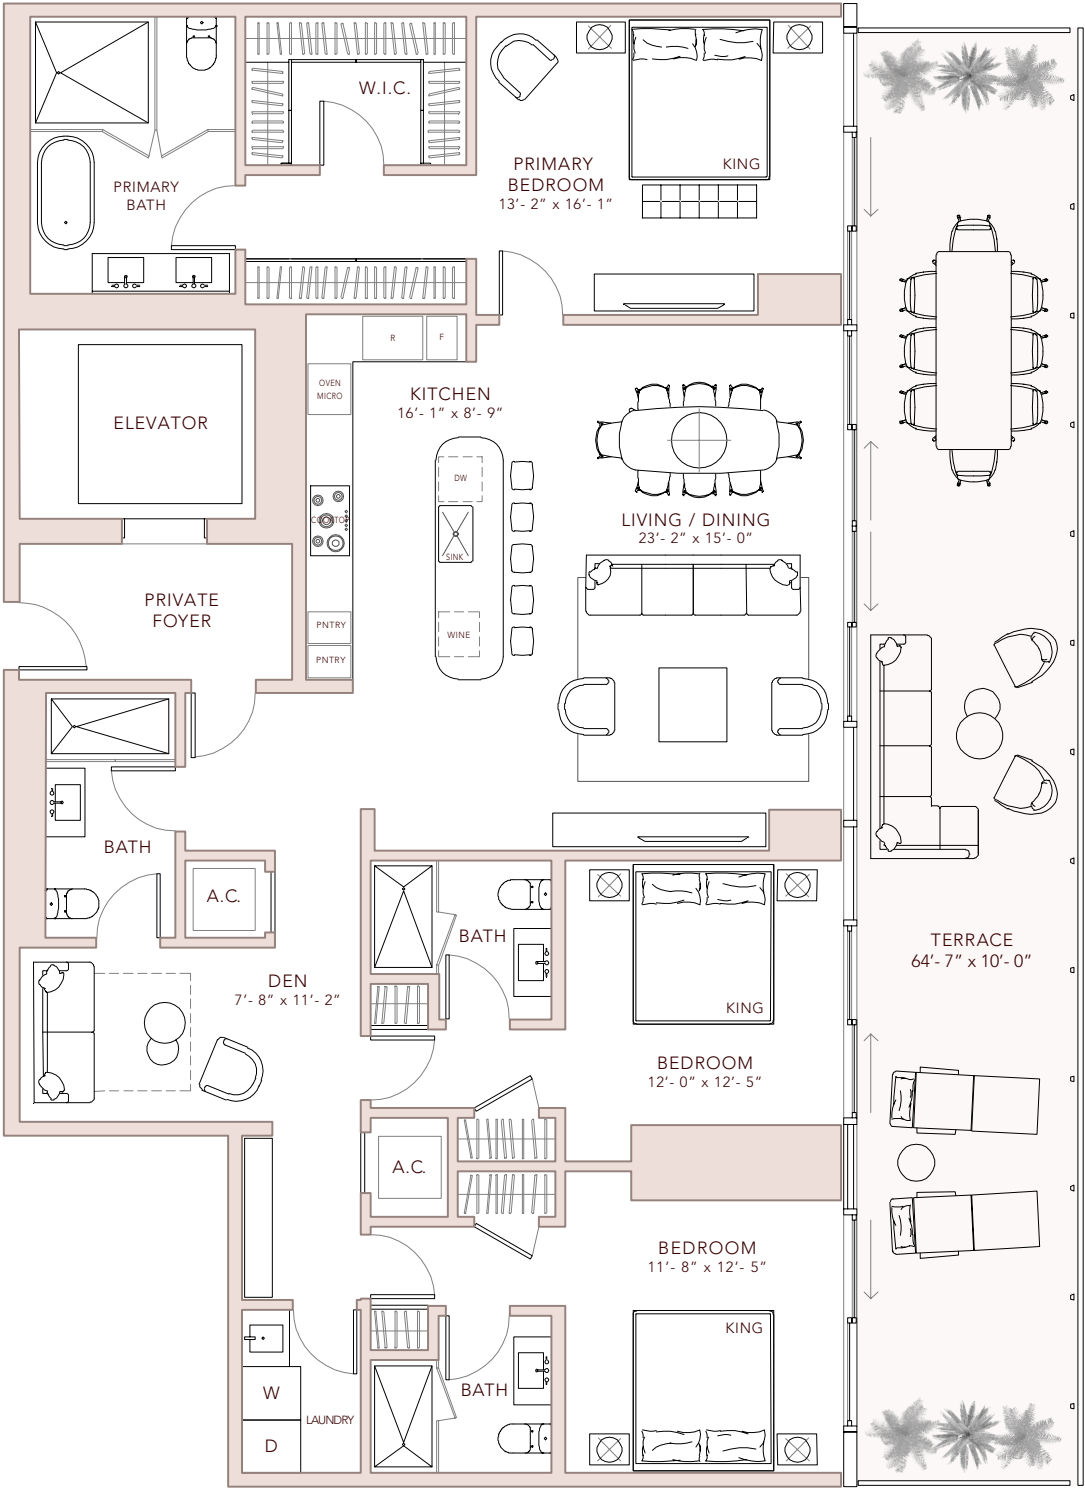 W.I.C.
KING
PRIMARY
BEDROOM
13'- 2" x 16'- 1"
PRIMARY
BATH
R
F
OVEN
MICRO
KITCHEN
16'- 1" x 8'- 9"
ELEVATOR
DW
COOKTOP
SINK
LIVING / DINING
23'- 2" x 15'- 0"
PRIVATE
FOYER
PNTRY
PNTRY
WINE
BATH
A.C.
BATH
TERRACE
64'- 7" x 10'- 0"
DEN
7'- 8" x 11'- 2"
KING
BEDROOM
12'- 0" x 12'- 5"
A.C.
BEDROOM
11'- 8" x 12'- 5"
KING
W
BATH
LAUNDRY
D